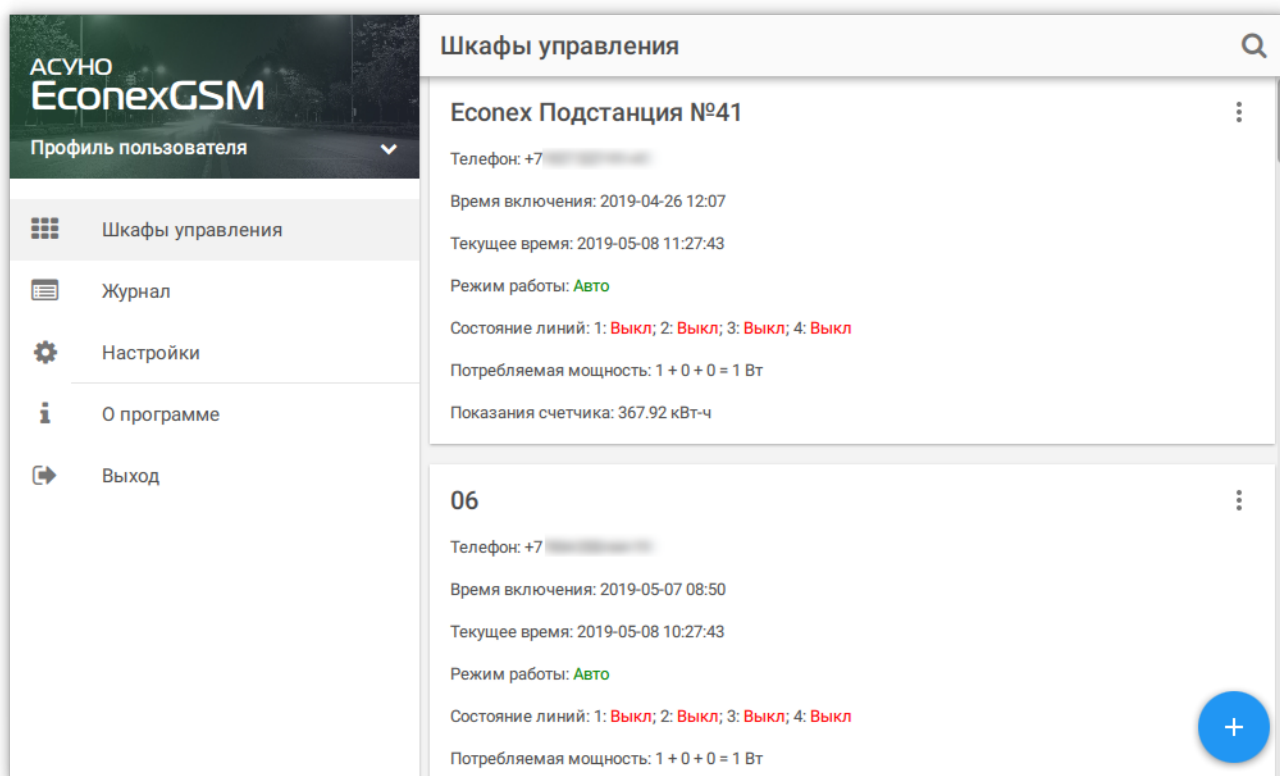 АСУНО
EconexGSM
Профиль пользователя
Шкафы управления
Журнал
Настройки
О программе
Выход
Шкафы управления
Econex Подстанция №41
Телефон: +7
Время включения: 2019-04-26 12:07
Текущее время: 2019-05-08 11:27:43
Режим работы: Авто
Состояние линий: 1: Выкл; 2: Выкл; 3: Выкл; 4: Выкл
Потребляемая мощность: 1 + 0 + 0 = 1 Вт
Показания счетчика: 367.92 кВт-ч
06
Телефон: +7
Время включения: 2019-05-07 08:50
Текущее время: 2019-05-08 10:27:43
Режим работы: Авто
Состояние линий: 1: Выкл; 2: Выкл; 3: Выкл; 4: Выкл
Потребляемая мощность: 1 + 0 + 0 = 1 Вт